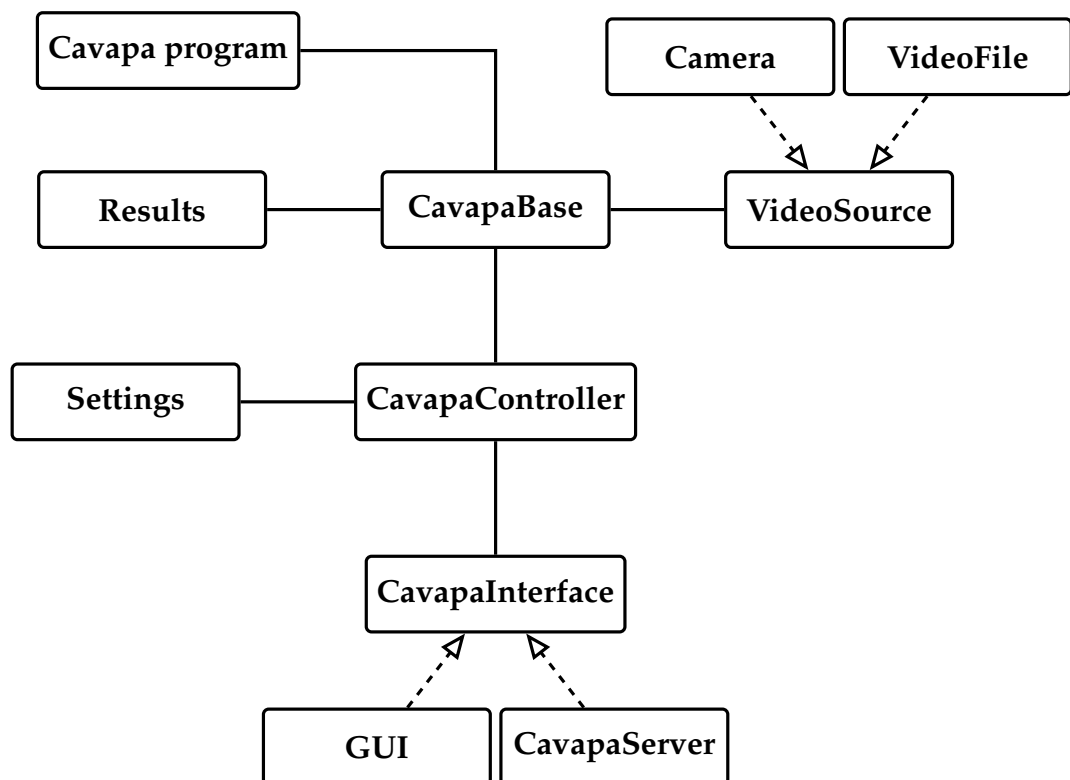 Cavapa program
Camera
VideoFile
Results
CavapaBase
VideoSource
Settings
CavapaController
CavapaInterface
GUI
CavapaServer